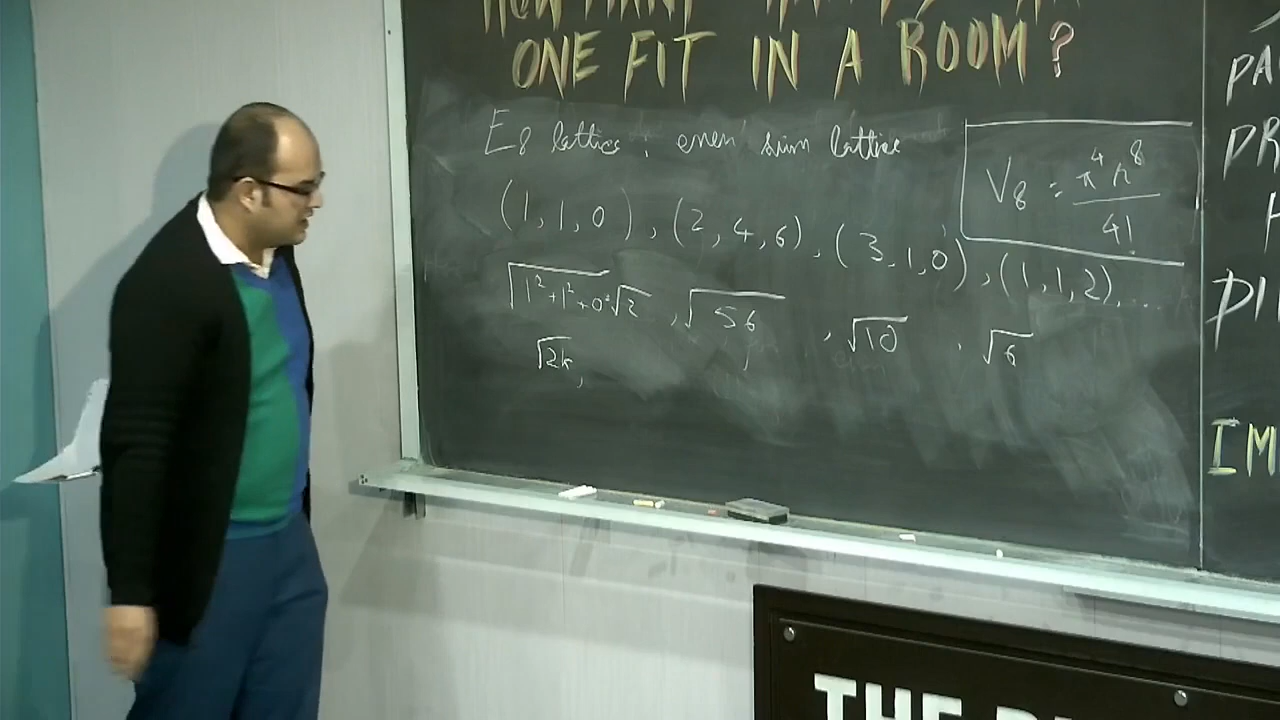 ONE FIT IN A ROOM?
E8 lattice : even sum lattice
V₈ = π⁴r⁸/4!
(1, 1, 0), (2, 4, 6), (3, 1, 0), (1, 1, 2), ...
√1²+1²+0² √2, √56, √10, √6
√2k,
PA
DR
H
DI
IM
THE